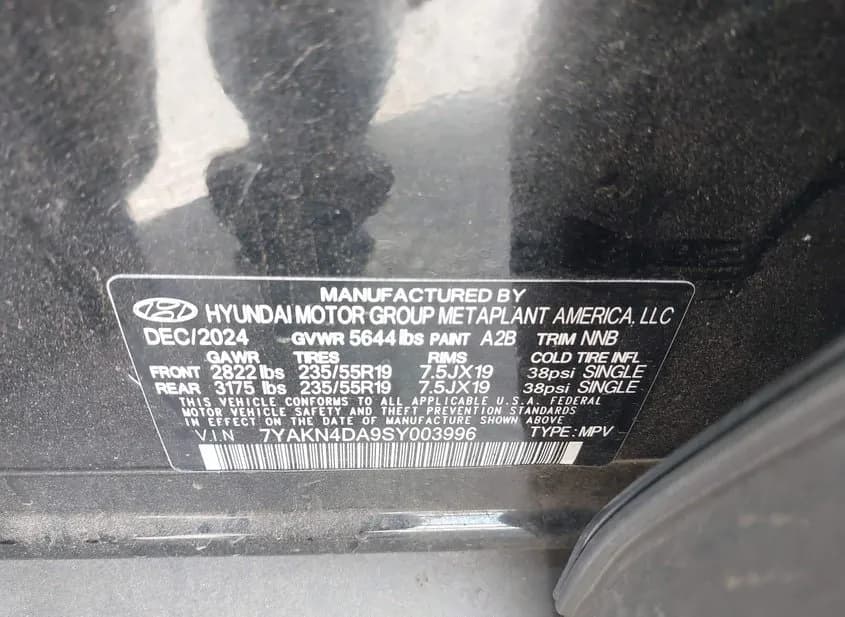 MANUFACTURED BY
HYUNDAI MOTOR GROUP METAPLANT AMERICA, LLC
DEC/2024 GVWR 5644 lbs PAINT A2B TRIM NNB
GAWR TIRES RIMS COLD TIRE INFL
FRONT 2822 lbs 235/55R19 7.5JX19 38psi SINGLE
REAR 3175 lbs 235/55R19 7.5JX19 38psi SINGLE
THIS VEHICLE CONFORMS TO ALL APPLICABLE U.S.A. FEDERAL
MOTOR VEHICLE SAFETY AND THEFT PREVENTION STANDARDS
IN EFFECT ON THE DATE OF MANUFACTURE SHOWN ABOVE
V.I.N 7YAKN4DA9SY003996 TYPE: MPV